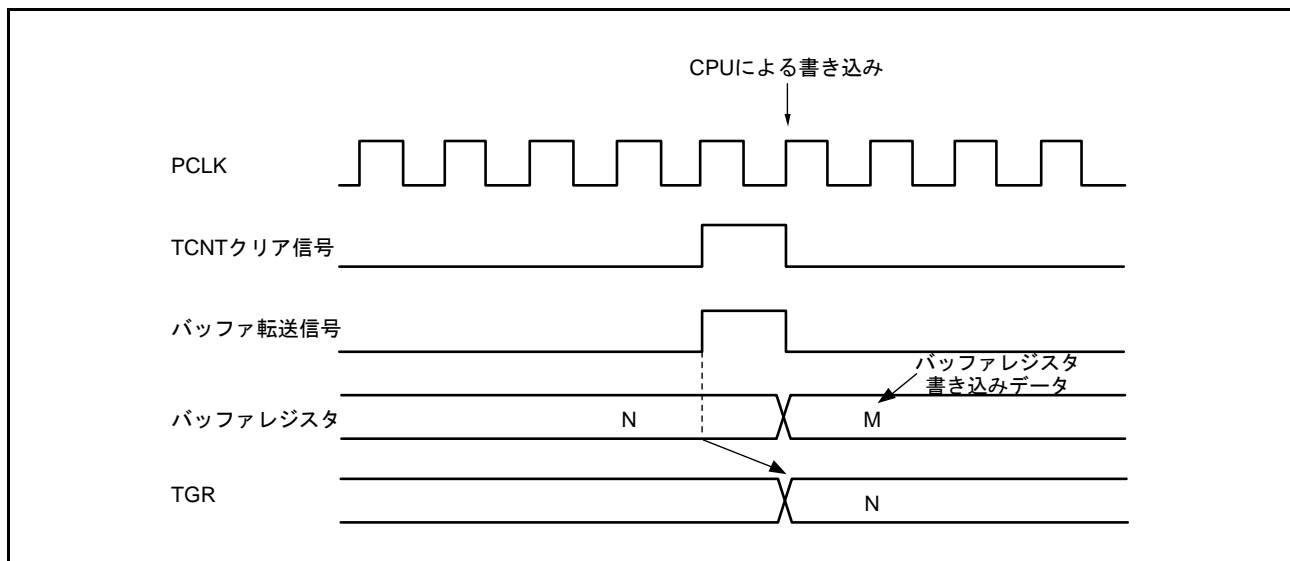 CPUによる書き込み
PCLK
TCNTクリア信号
バッファ転送信号
バッファレジスタ
書き込みデータ
バッファレジスタ
N
M
TGR
N